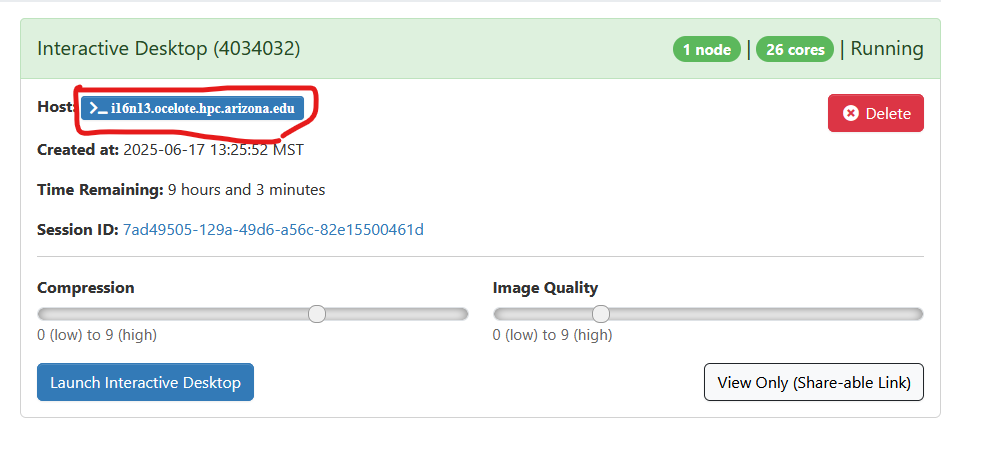 Interactive Desktop (4034032) 1 node | 26 cores | Running
Host: >_ i16n13.ocelote.hpc.arizona.edu Delete
Created at: 2025-06-17 13:25:52 MST
Time Remaining: 9 hours and 3 minutes
Session ID: 7ad49505-129a-49d6-a56c-82e15500461d
Compression Image Quality
0 (low) to 9 (high) 0 (low) to 9 (high)
Launch Interactive Desktop View Only (Share-able Link)